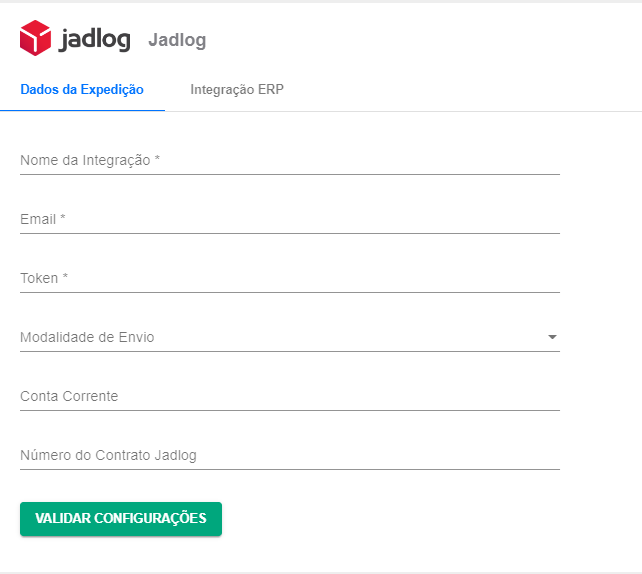 jadlog Jadlog
Dados da Expedição Integração ERP
Nome da Integração *
Email *
Token *
Modalidade de Envio
Conta Corrente
Número do Contrato Jadlog
VALIDAR CONFIGURAÇÕES